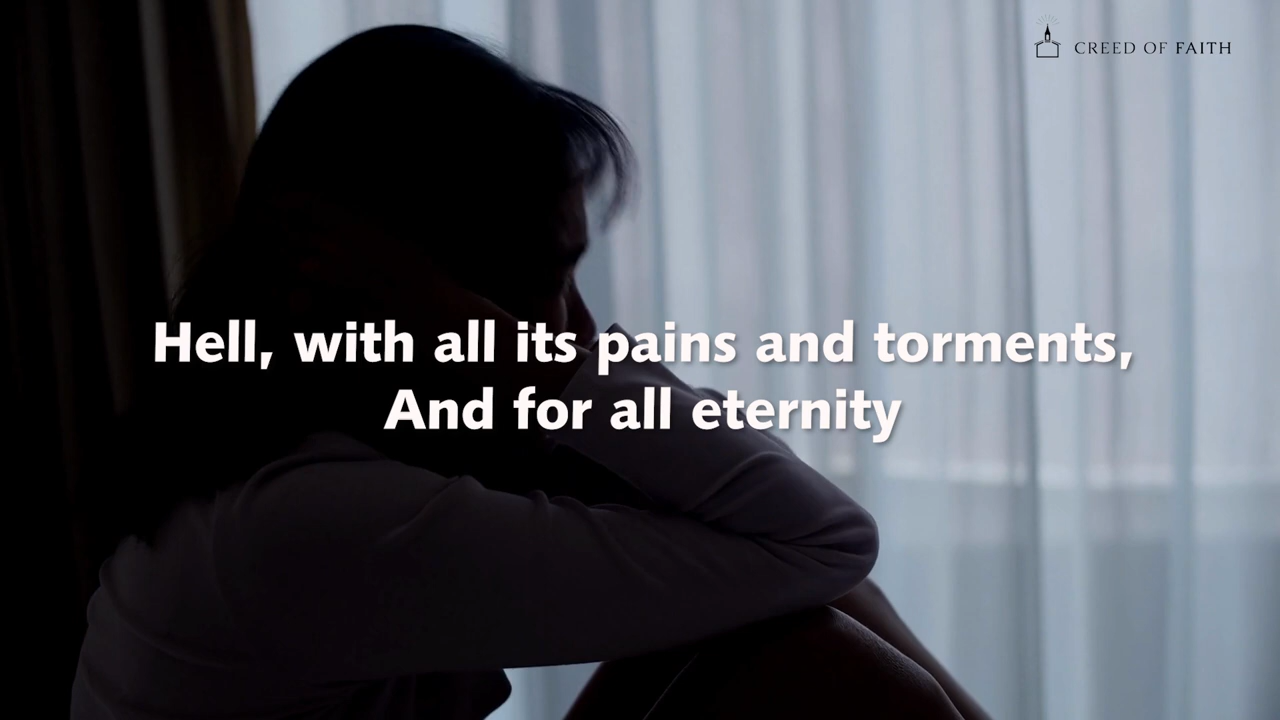 CREED OF FAITH
Hell, with all its pains and torments,
And for all eternity